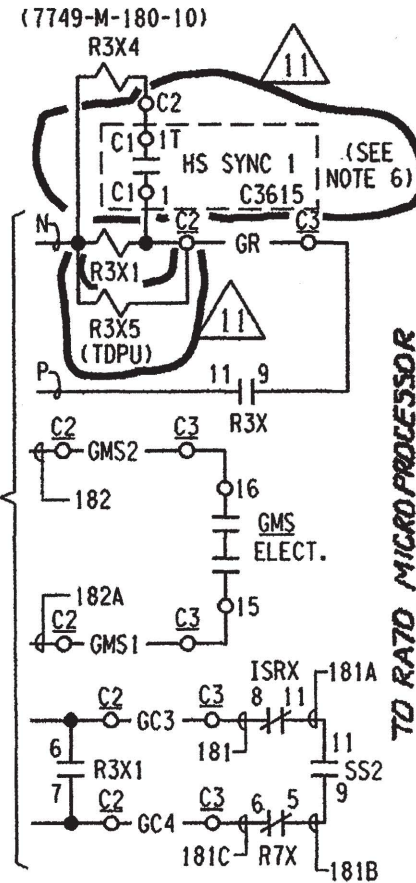 (7749-M-180-10)
R3X4
11
C2
C1 1T
HS SYNC 1
(SEE
NOTE 6)
C1 1
C3615
N
C2
GR
C3
R3X1
R3X5
(TDPU)
11
P
11 9
R3X
C2
GMS2
C3
182
16
GMS
ELECT.
182A
15
C2
GMS1
C3
TO RA70 MICROPROCESSOR
ISRX
181A
C2
GC3
C3
8 11
181
6
R3X1
7
11
SS2
9
C2
GC4
C3
6 5
181C
R7X
181B